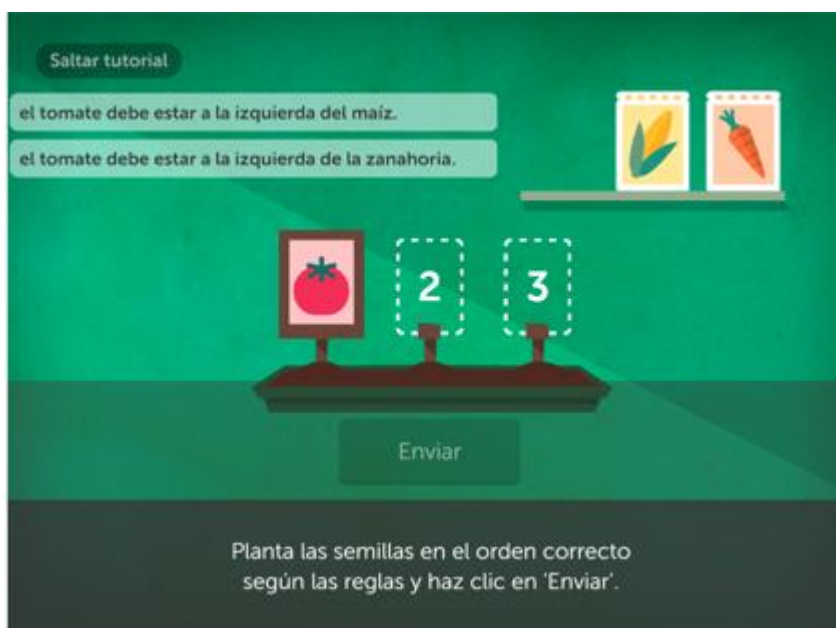 Saltar tutorial
el tomate debe estar a la izquierda del maíz.
el tomate debe estar a la izquierda de la zanahoria.
2
3
Enviar
Planta las semillas en el orden correcto
según las reglas y haz clic en 'Enviar'.